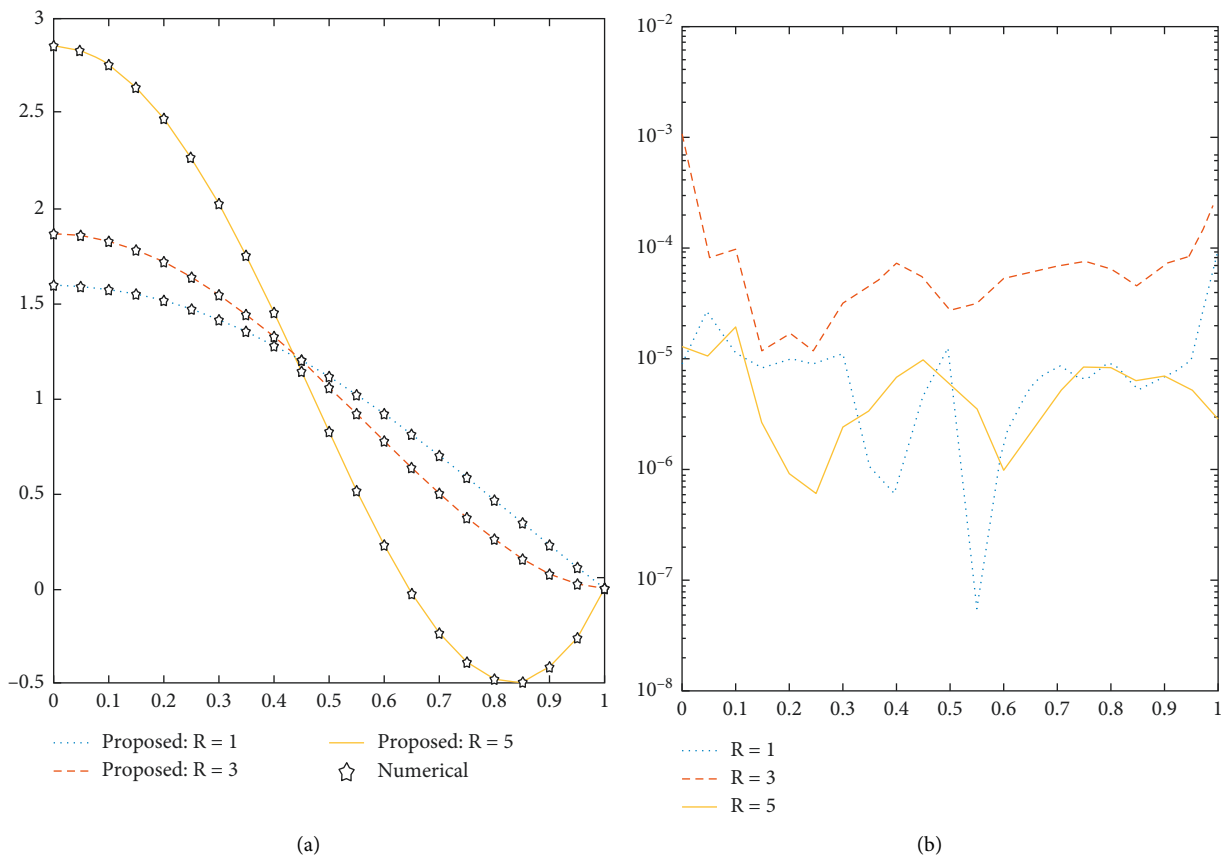 3
2.5
2
1.5
1
0.5
0
−0.5
0 0.1 0.2 0.3 0.4 0.5 0.6 0.7 0.8 0.9 1
Proposed: R = 1
Proposed: R = 3
Proposed: R = 5
Numerical
(a)
10−2
10−3
10−4
10−5
10−6
10−7
10−8
0 0.1 0.2 0.3 0.4 0.5 0.6 0.7 0.8 0.9 1
R = 1
R = 3
R = 5
(b)